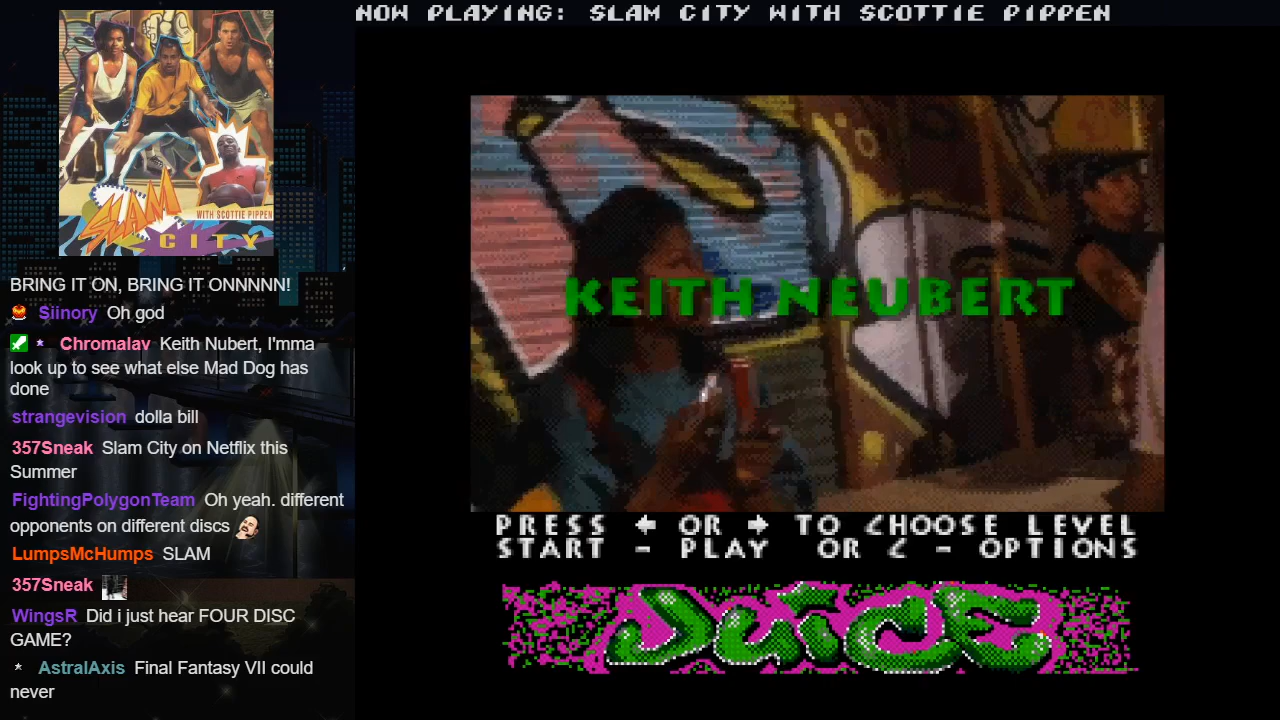 NOW PLAYING: SLAM CITY WITH SCOTTIE PIPPEN
SLAM
WITH SCOTTIE PIPPEN
CITY
BRING IT ON, BRING IT ONNNNN!
Siinory Oh god
Chromalav Keith Nubert, I'mma
look up to see what else Mad Dog has
done
strangevision dolla bill
357Sneak Slam City on Netflix this
Summer
FightingPolygonTeam Oh yeah. different
opponents on different discs
LumpsMcHumps SLAM
357Sneak
WingsR Did i just hear FOUR DISC
GAME?
AstralAxis Final Fantasy VII could
never
KEITH NEUBERT
PRESS ← OR → TO CHOOSE LEVEL
START - PLAY OR C - OPTIONS
JUICE